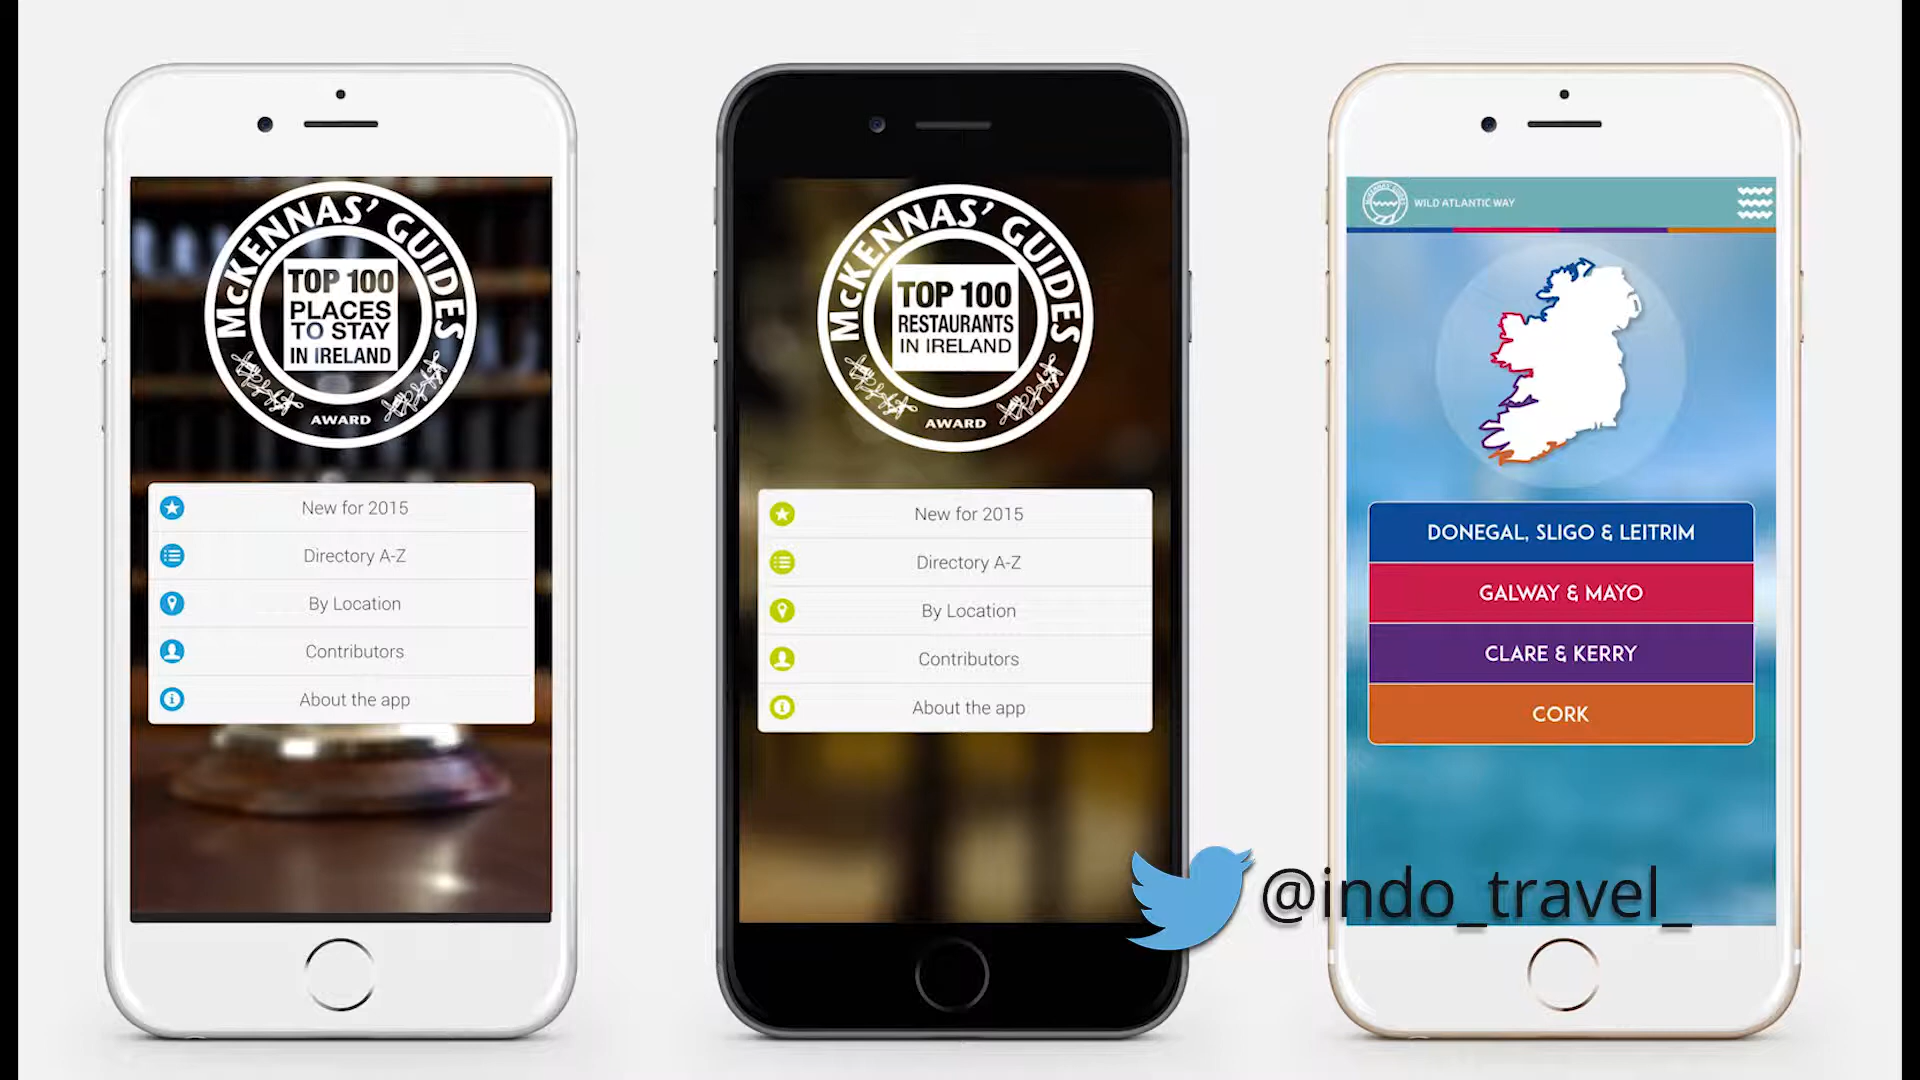 McKENNAS' GUIDES
TOP 100
PLACES
TO STAY
IN IRELAND
AWARD
New for 2015
Directory A-Z
By Location
Contributors
About the app
McKENNAS' GUIDES
TOP 100
RESTAURANTS
IN IRELAND
AWARD
New for 2015
Directory A-Z
By Location
Contributors
About the app
WILD ATLANTIC WAY
DONEGAL, SLIGO & LEITRIM
GALWAY & MAYO
CLARE & KERRY
CORK
@indo_travel_